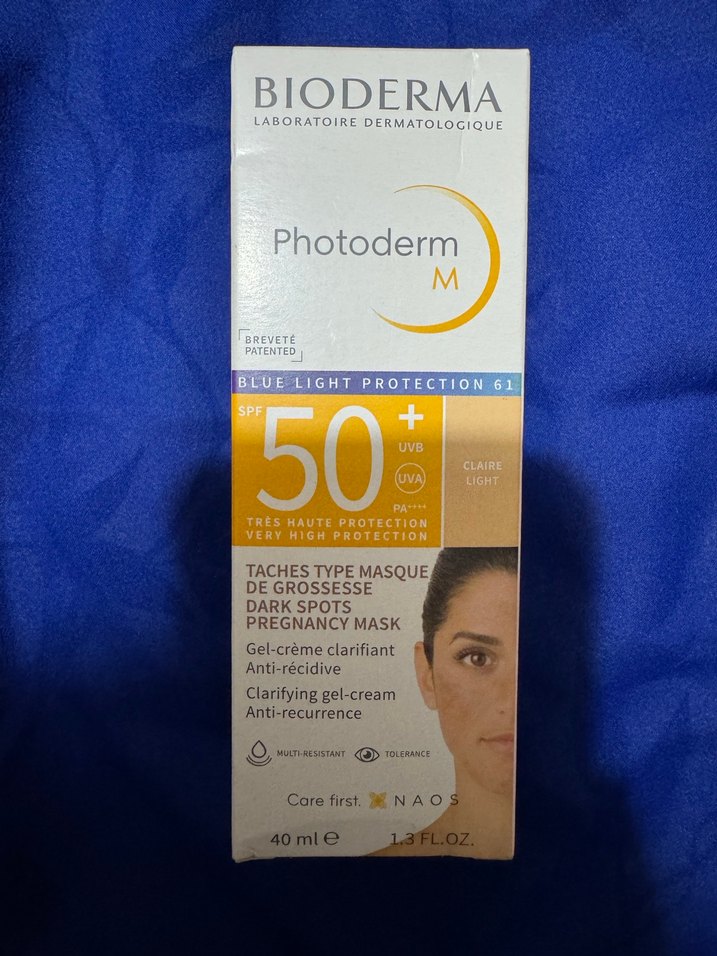 BIODERMA
LABORATOIRE DERMATOLOGIQUE
Photoderm
M
BREVETÉ
PATENTED
BLUE LIGHT PROTECTION 61
SPF
50+
UVB
UVA
PA++++
CLAIRE
LIGHT
TRÈS HAUTE PROTECTION
VERY HIGH PROTECTION
TACHES TYPE MASQUE
DE GROSSESSE
DARK SPOTS
PREGNANCY MASK
Gel-crème clarifiant
Anti-récidive
Clarifying gel-cream
Anti-recurrence
MULTI-RESISTANT TOLERANCE
Care first. NAOS
40 ml ℮ 1.3 FL.OZ.